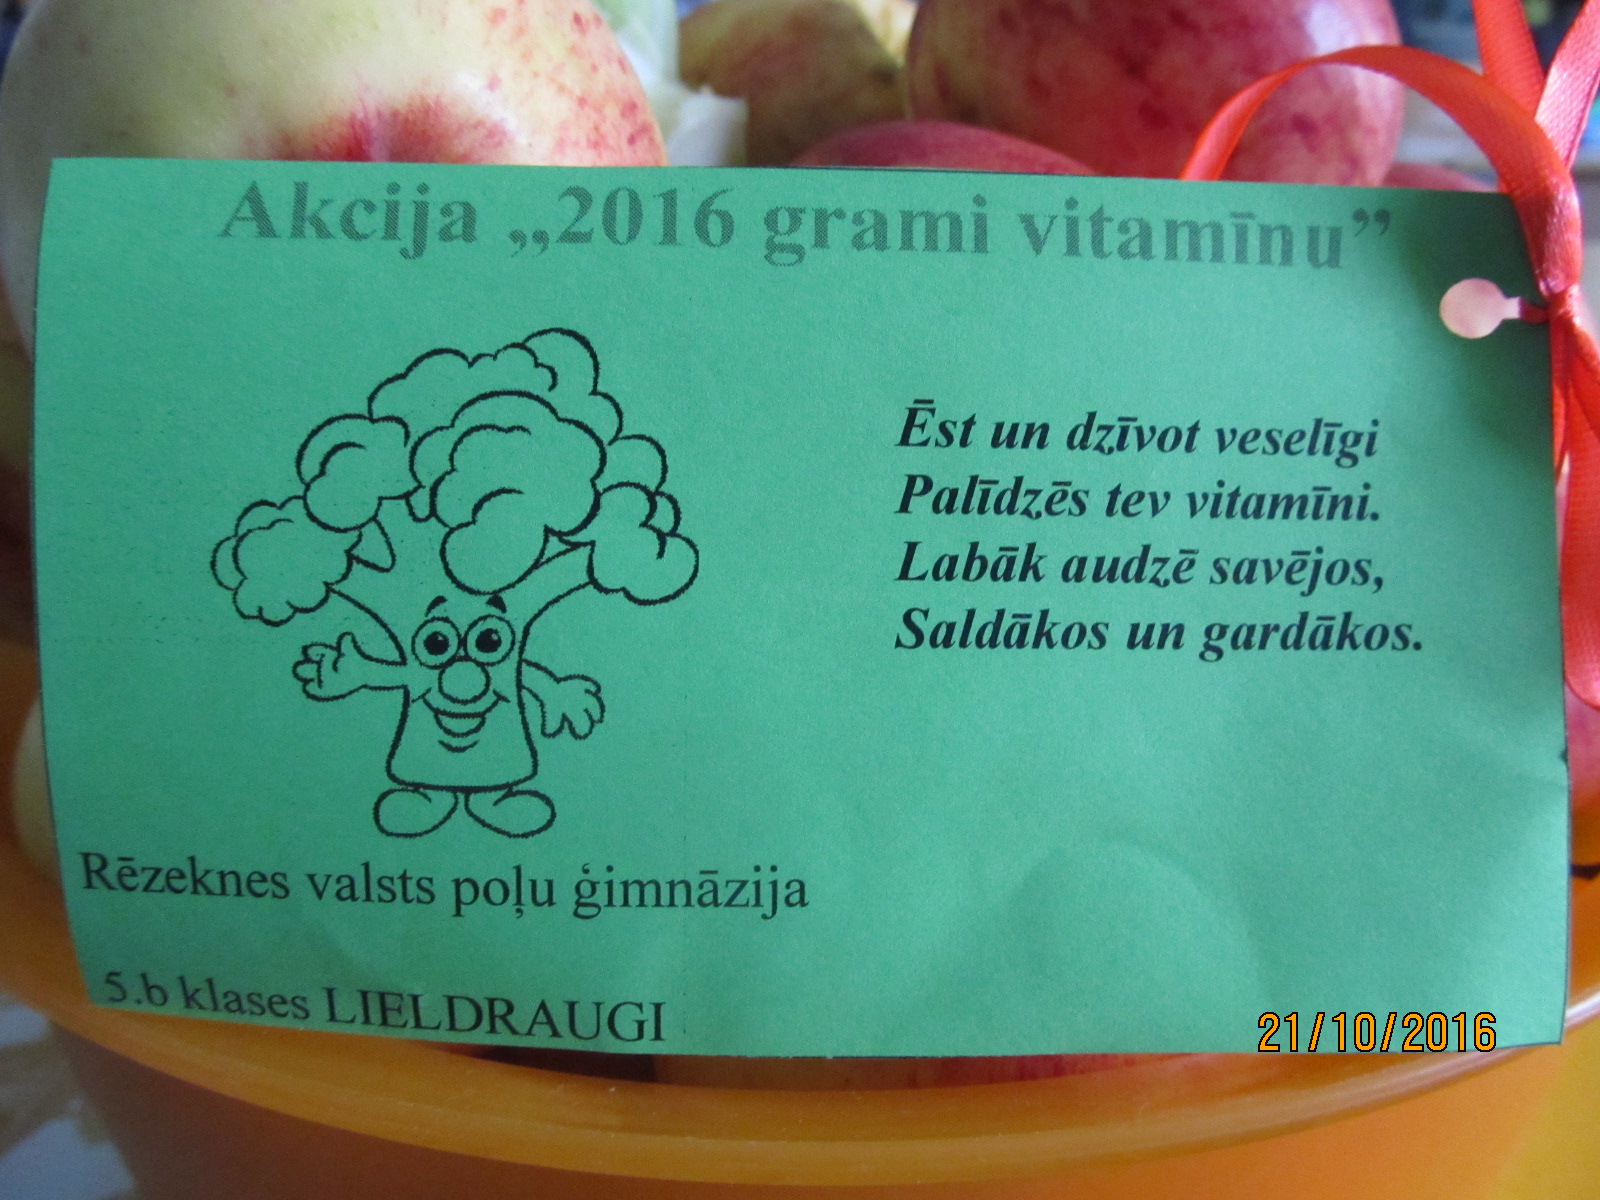 Akcija „2016 grami vitamīnu”
Ēst un dzīvot veselīgi
Palīdzēs tev vitamīni.
Labāk audzē savējos,
Saldākos un gardākos.
Rēzeknes valsts poļu ģimnāzija
5.b klases LIELDRAUGI
21/10/2016